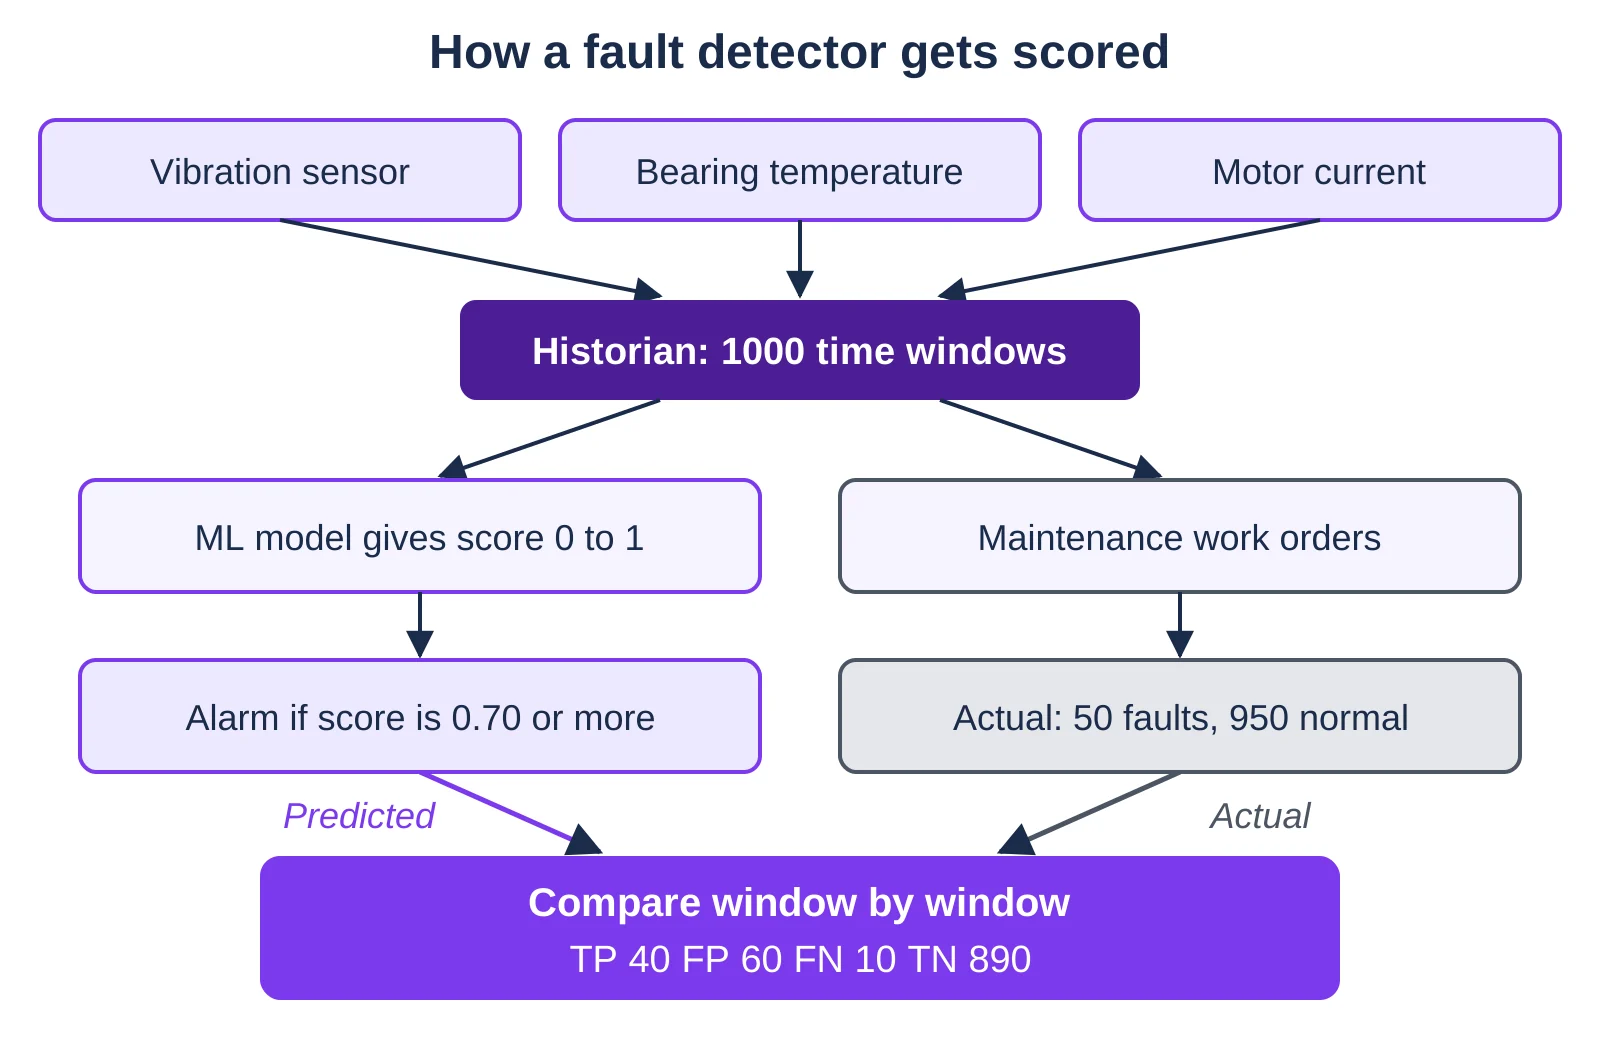 How a fault detector gets scored
Vibration sensor
Bearing temperature
Motor current
Historian: 1000 time windows
ML model gives score 0 to 1
Maintenance work orders
Alarm if score is 0.70 or more
Actual: 50 faults, 950 normal
Predicted
Actual
Compare window by window
TP 40 FP 60 FN 10 TN 890